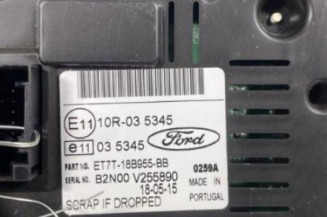 E11 10R-03 5345
e11 03 5345 Ford
PART NO. ET7T-18B955-BB 0259A
SERIAL NO. B2N00 V255890
18-05-15 MADE IN PORTUGAL
SCRAP IF DROPPED